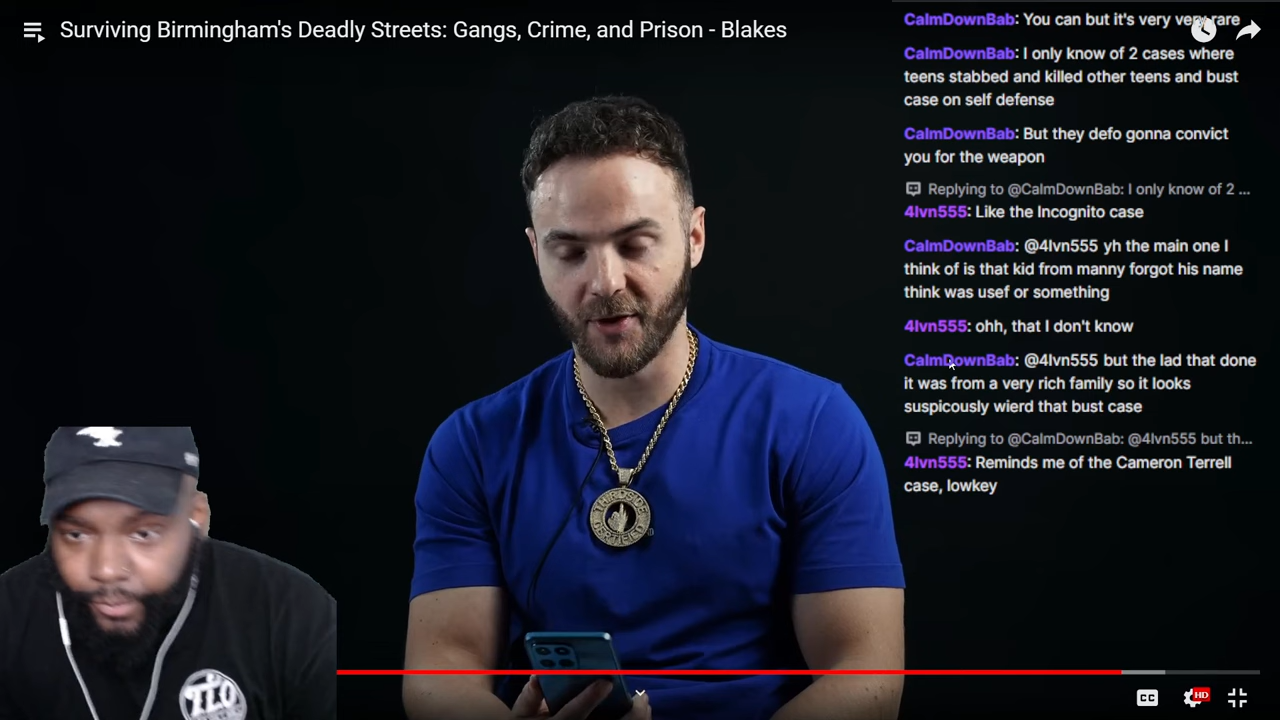 Surviving Birmingham's Deadly Streets: Gangs, Crime, and Prison - Blakes
CalmDownBab: You can but it's very very rare
CalmDownBab: I only know of 2 cases where
teens stabbed and killed other teens and bust
case on self defense
CalmDownBab: But they defo gonna convict
you for the weapon
Replying to @CalmDownBab: I only know of 2 ...
4lvn555: Like the Incognito case
CalmDownBab: @4lvn555 yh the main one I
think of is that kid from manny forgot his name
think was usef or something
4lvn555: ohh, that I don't know
CalmDownBab: @4lvn555 but the lad that done
it was from a very rich family so it looks
suspicously wierd that bust case
Replying to @CalmDownBab: @4lvn555 but th...
4lvn555: Reminds me of the Cameron Terrell
case, lowkey
THIRDSIDE
CERTIFIED
TLO
CC
HD